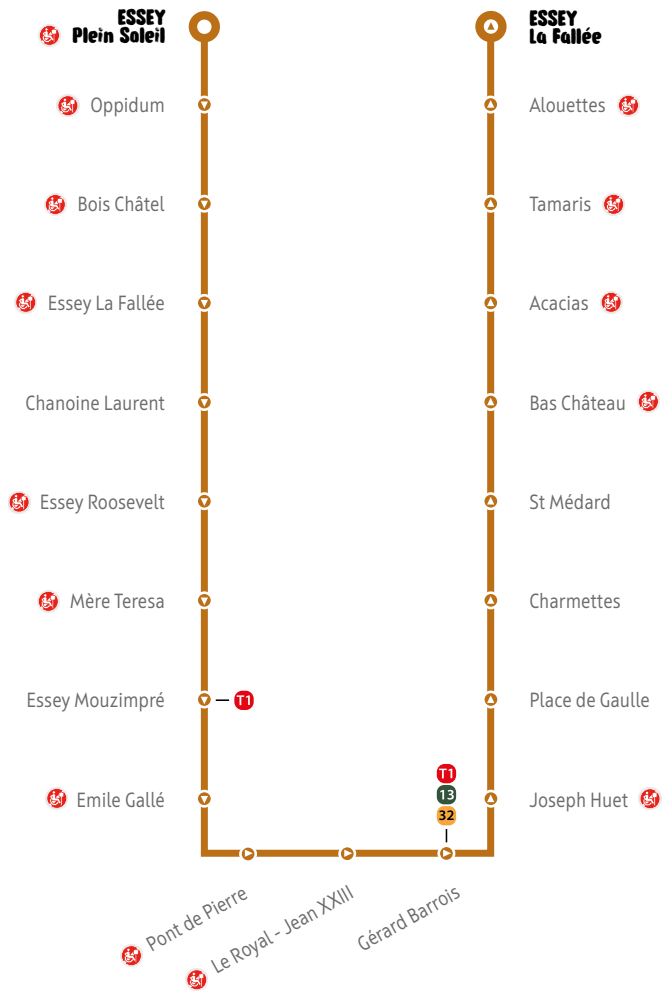 ESSEY
Plein Soleil
Oppidum
Bois Châtel
Essey La Fallée
Chanoine Laurent
Essey Roosevelt
Mère Teresa
Essey Mouzimpré
T1
Emile Gallé
Pont de Pierre
Le Royal - Jean XXIII
Gérard Barrois
T1
13
32
Joseph Huet
Place de Gaulle
Charmettes
St Médard
Bas Château
Acacias
Tamaris
Alouettes
ESSEY
La Fallée